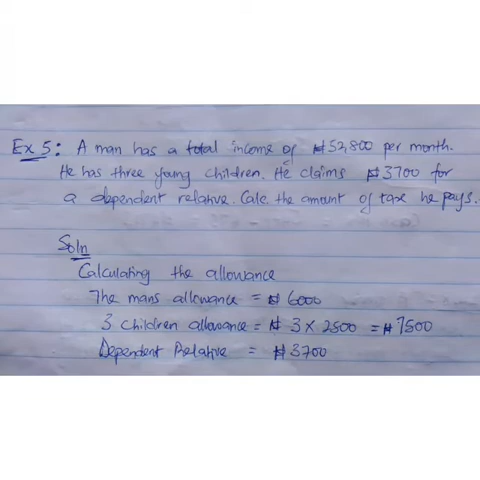 Ex 5: A man has a total income of ₦52,800 per month.
He has three young children. He claims ₦3700 for
a dependent relative. Calc. the amount of tax he pays.
Soln
Calculating the allowance
The mans allowance = ₦ 6000
3 Children allowance = ₦ 3 × 2500 = ₦7500
Dependent Relative = ₦3700